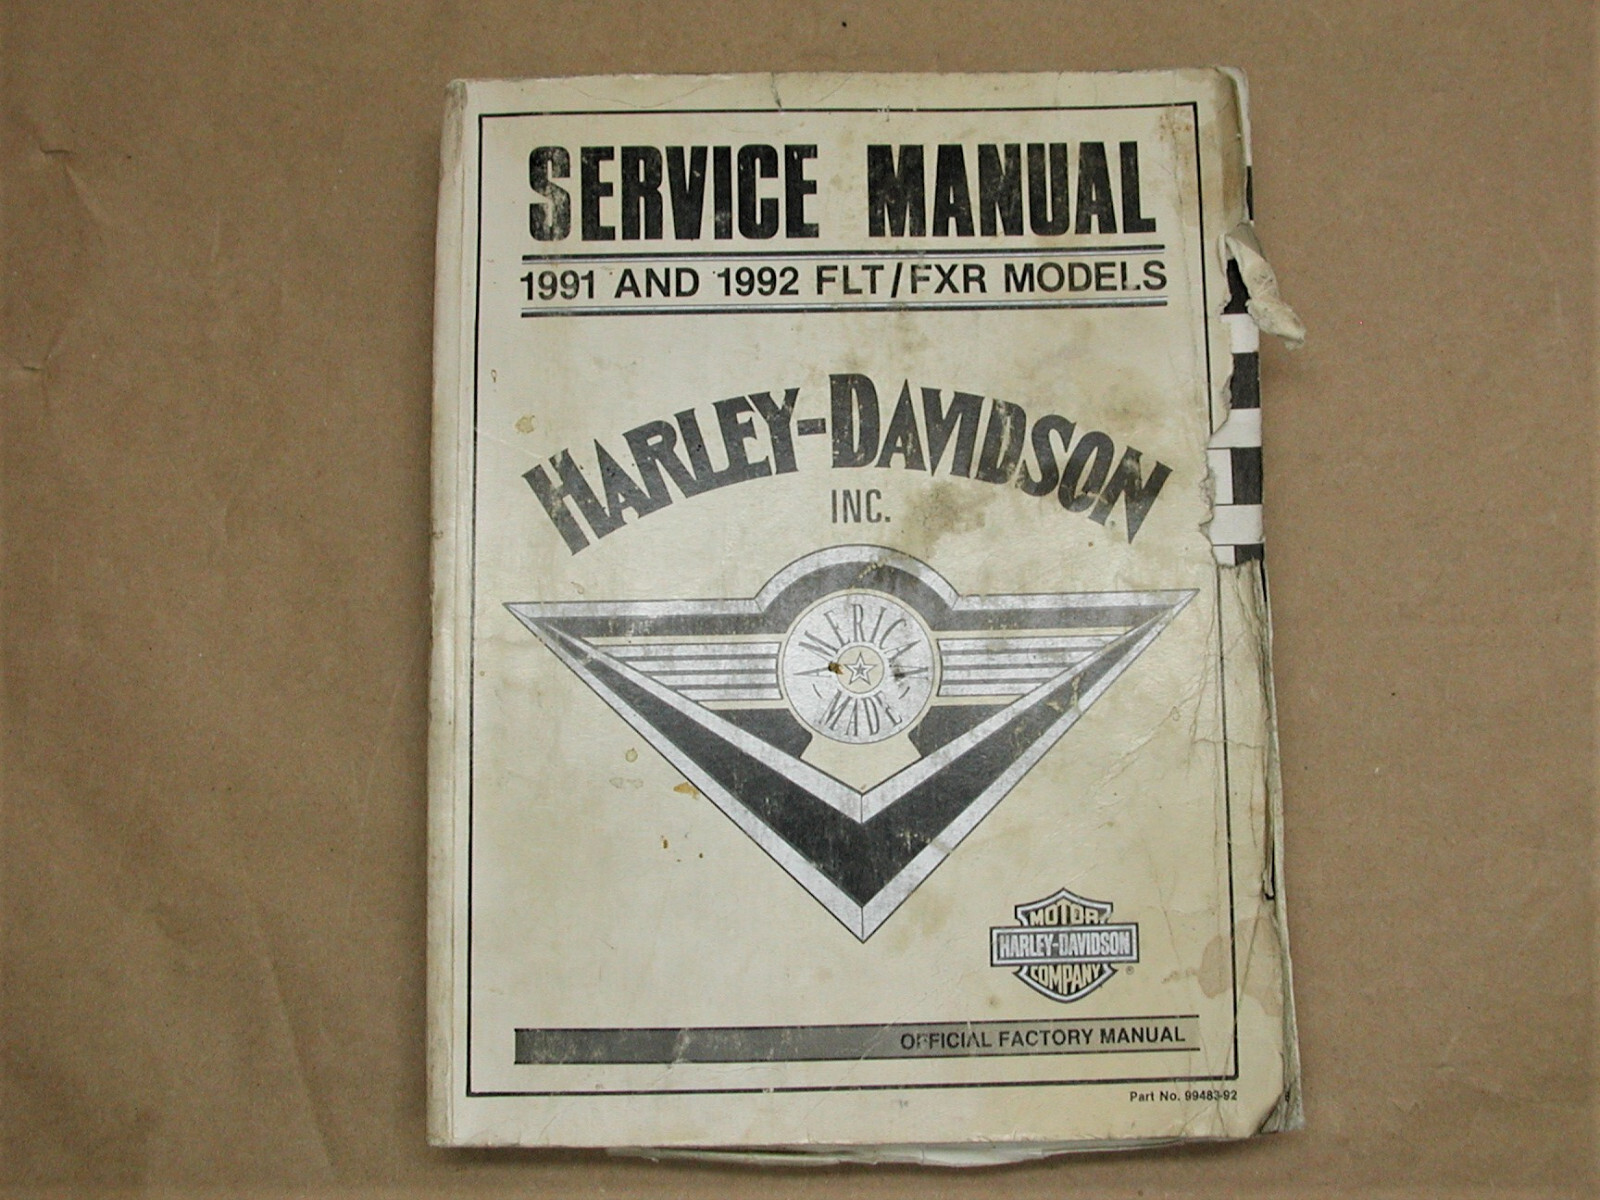 SERVICE MANUAL
1991 AND 1992 FLT/FXR MODELS
HARLEY-DAVIDSON
INC.
AMERICAN
MADE
MOTOR
HARLEY-DAVIDSON
COMPANY
®
OFFICIAL FACTORY MANUAL
Part No. 99483-92